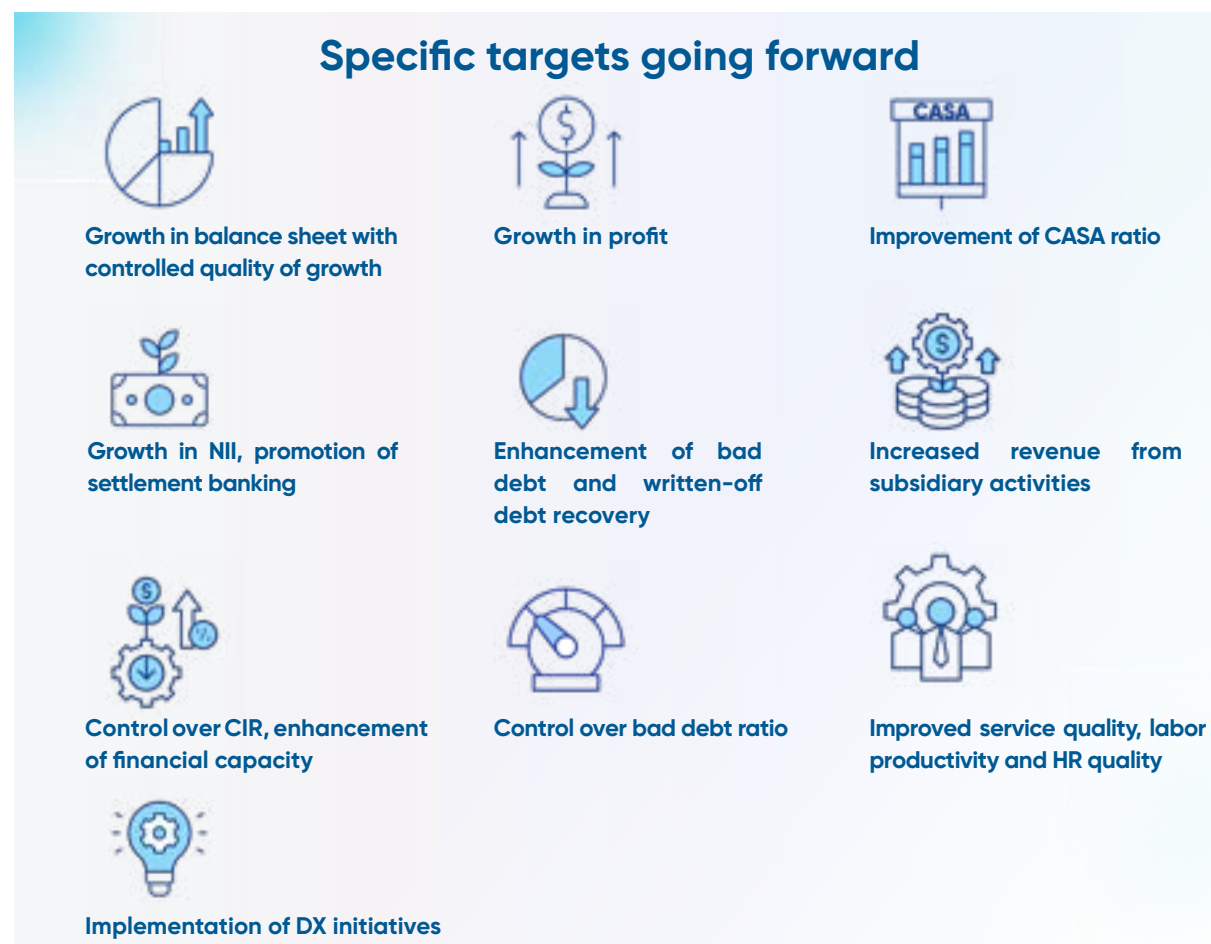 Specific targets going forward
CASA
Growth in balance sheet with
controlled quality of growth
Growth in profit
Improvement of CASA ratio
Growth in NII, promotion of
settlement banking
Enhancement of bad
debt and written-off
debt recovery
Increased revenue from
subsidiary activities
Control over CIR, enhancement
of financial capacity
Control over bad debt ratio
Improved service quality, labor
productivity and HR quality
Implementation of DX initiatives